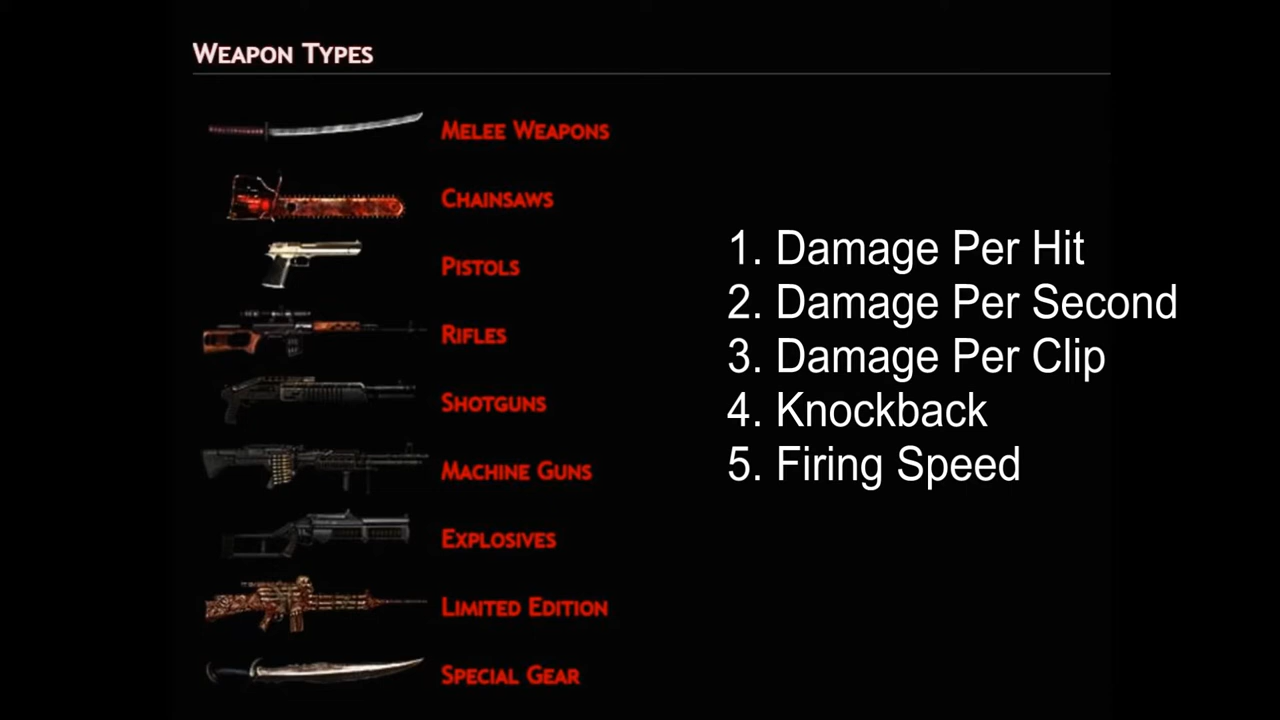 Weapon Types
Melee Weapons
Chainsaws
Pistols
Rifles
Shotguns
Machine Guns
Explosives
Limited Edition
Special Gear
1. Damage Per Hit
2. Damage Per Second
3. Damage Per Clip
4. Knockback
5. Firing Speed